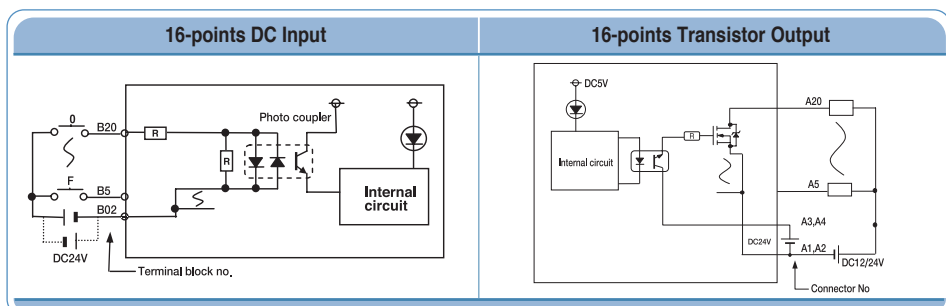 16-points DC Input
16-points Transistor Output
0
B20
R
R
Photo coupler
Internal
circuit
F
B5
B02
DC24V
Terminal block no.
DC5V
Internal circuit
R
A20
A5
A3,A4
DC24V
A1,A2
DC12/24V
Connector No